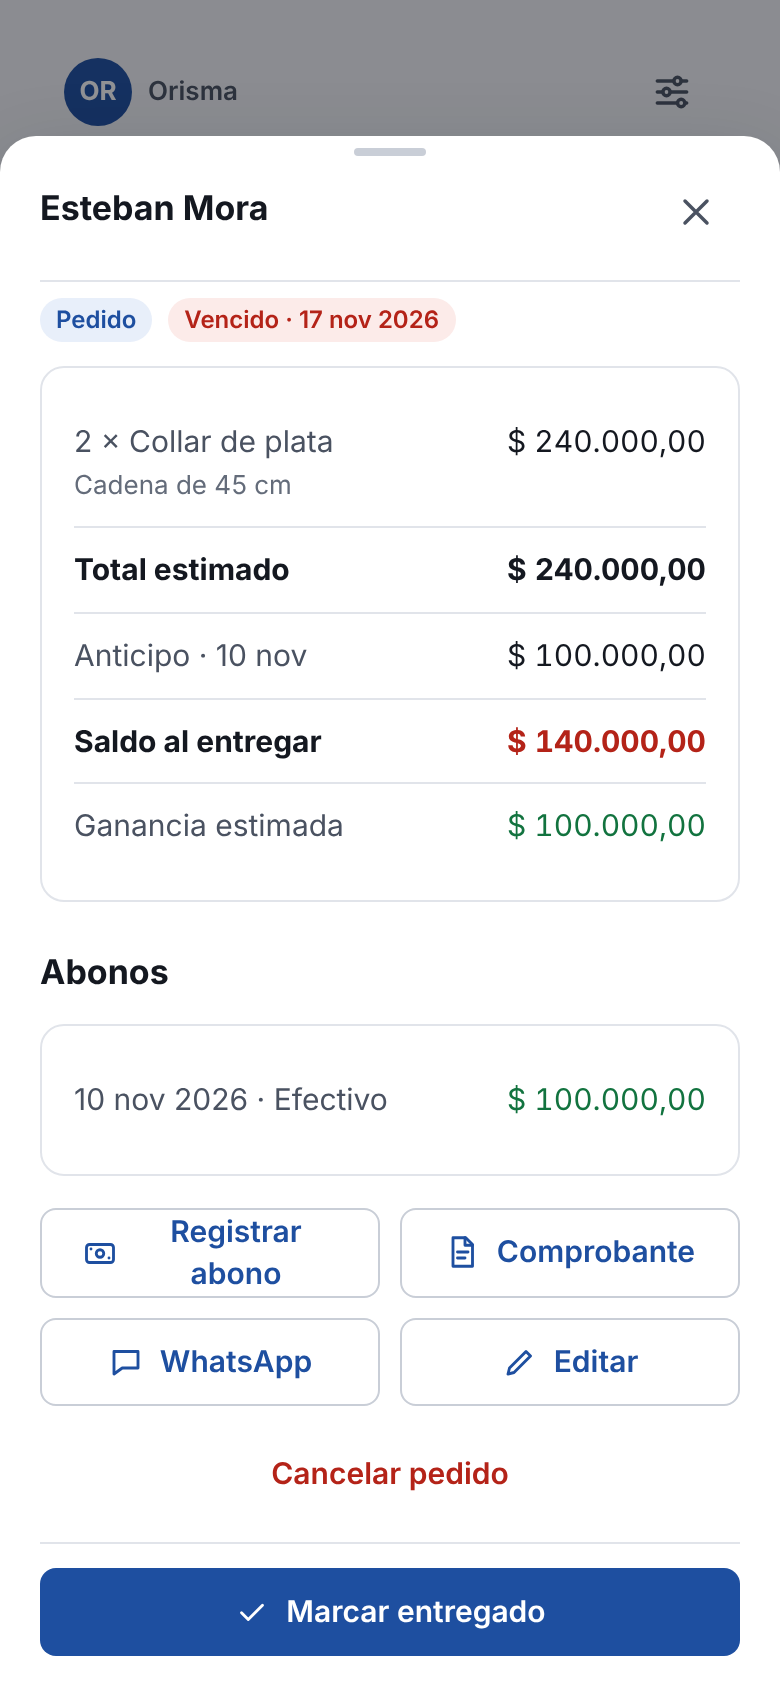 OR Orisma
Esteban Mora
Pedido Vencido · 17 nov 2026
2 × Collar de plata $ 240.000,00
Cadena de 45 cm
Total estimado $ 240.000,00
Anticipo · 10 nov $ 100.000,00
Saldo al entregar $ 140.000,00
Ganancia estimada $ 100.000,00
Abonos
10 nov 2026 · Efectivo $ 100.000,00
Registrar
abono
Comprobante
WhatsApp Editar
Cancelar pedido
Marcar entregado